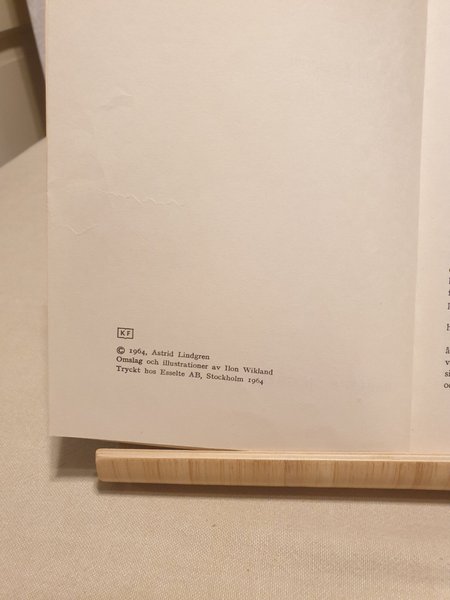 KF
© 1964, Astrid Lindgren
Omslag och illustrationer av Ilon Wikland
Tryckt hos Esselte AB, Stockholm 1964